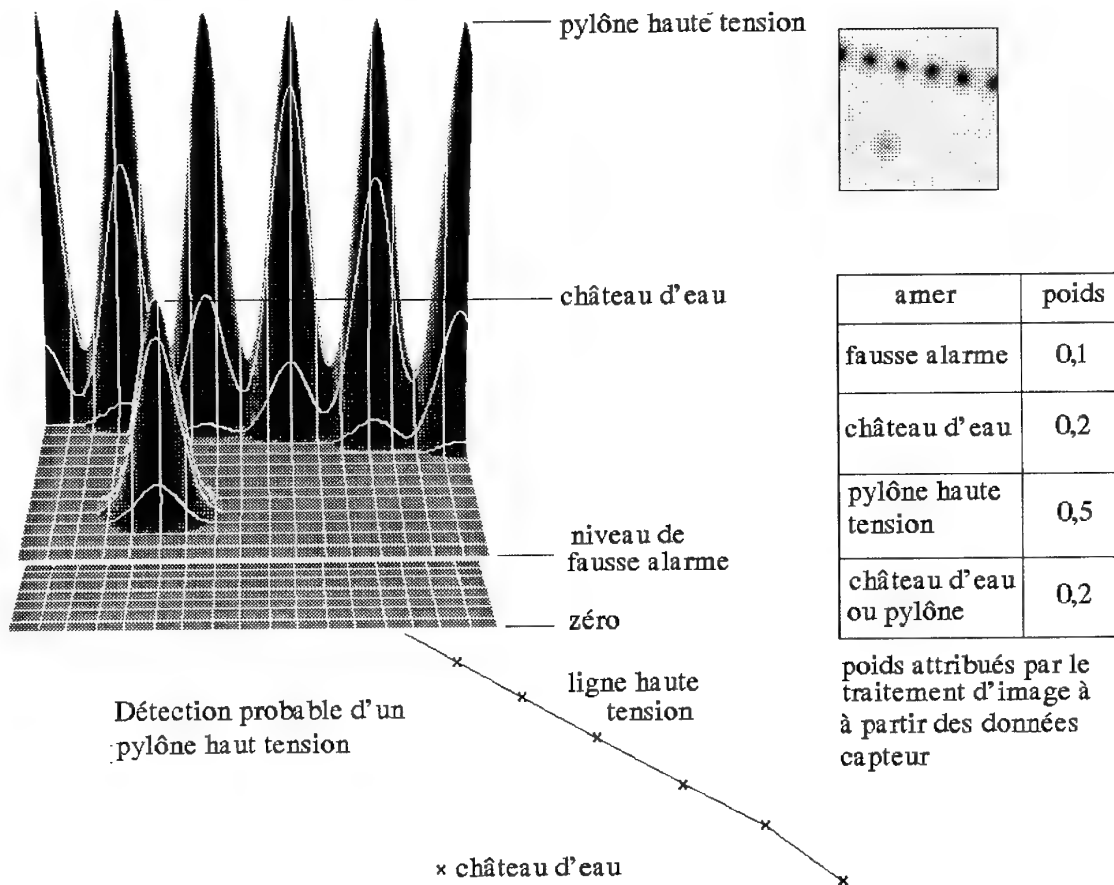 pylône haute tension
château d'eau
niveau de
fausse alarme
zéro
amer poids
fausse alarme 0,1
château d'eau 0,2
pylône haute
tension 0,5
château d'eau
ou pylône 0,2
poids attribués par le
traitement d'image à
à partir des données
capteur
ligne haute
tension
Détection probable d'un
pylône haut tension
× château d'eau